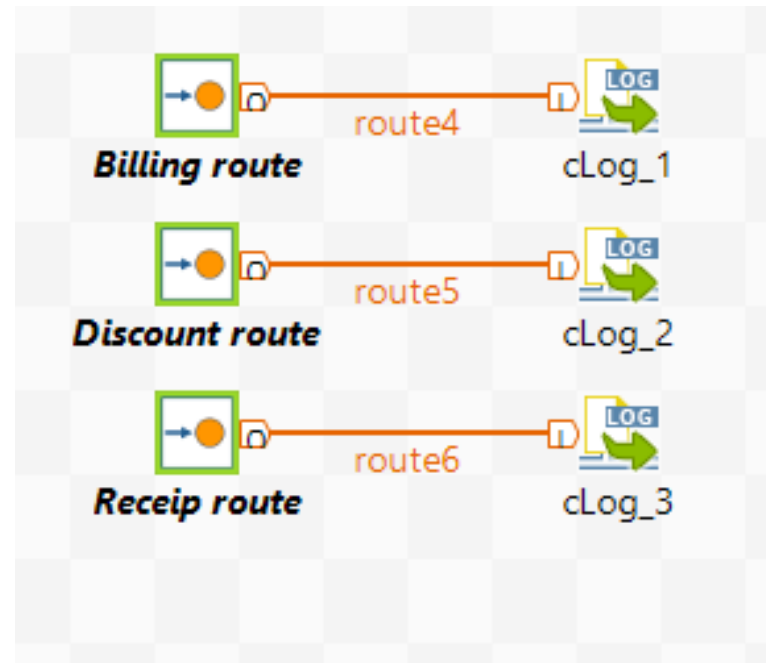 LOG
O
I
route4
Billing route
cLog_1
LOG
O
I
route5
Discount route
cLog_2
LOG
O
I
route6
Receip route
cLog_3